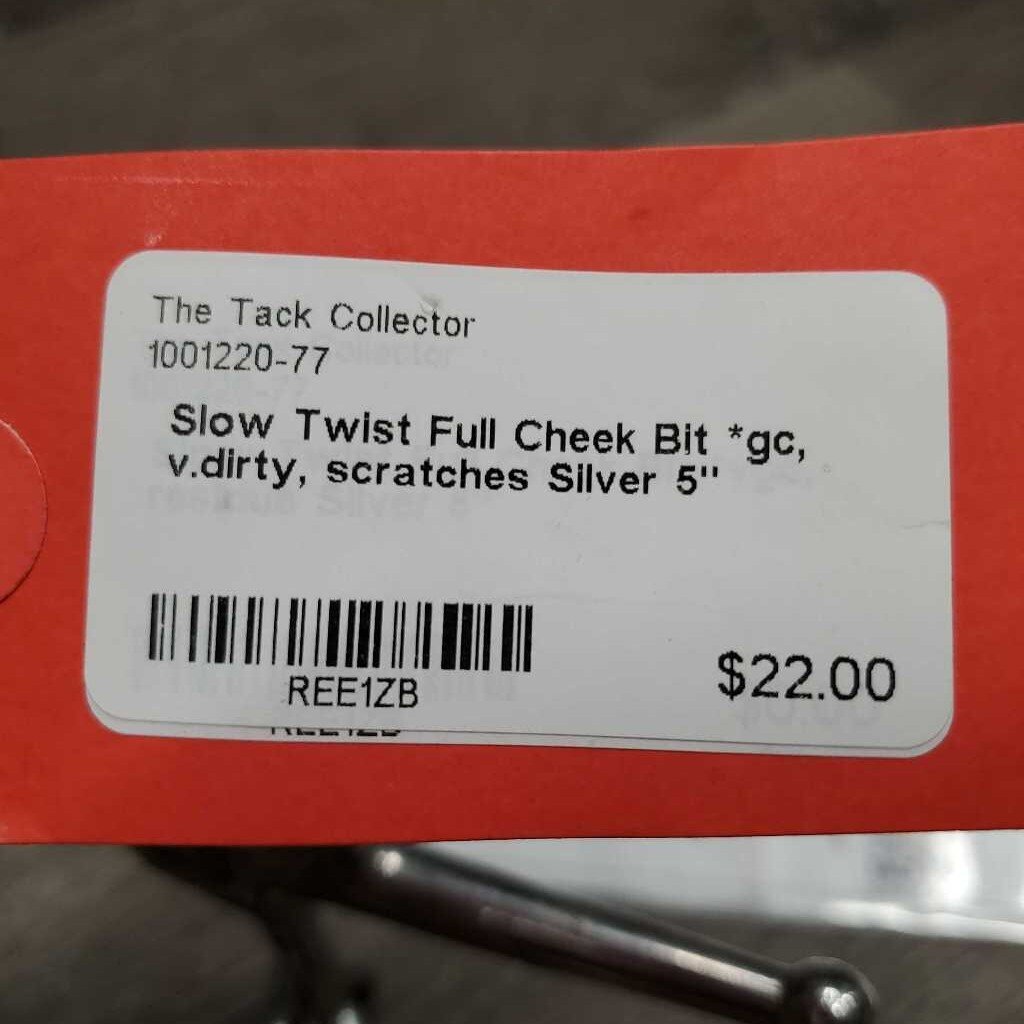 The Tack Collector
1001220-77
Slow Twist Full Cheek Bit *gc,
v.dirty, scratches Silver 5"
REE1ZB
$22.00